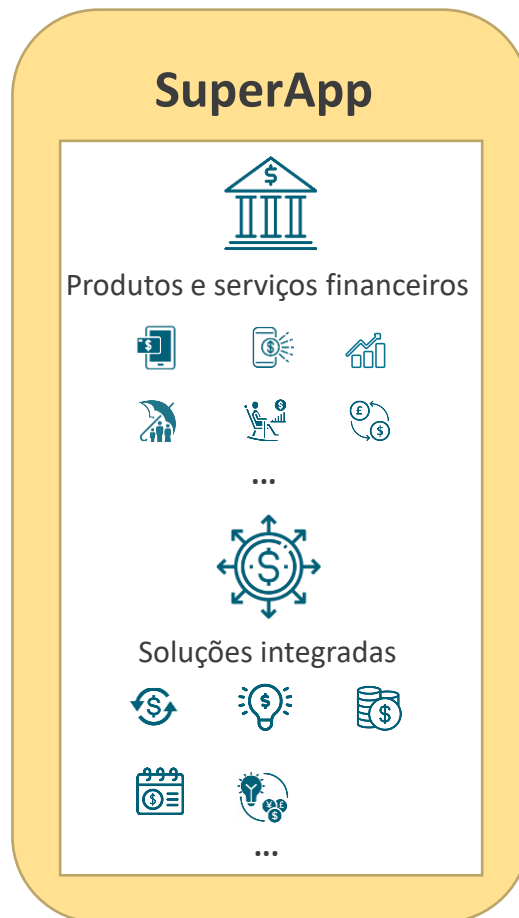 SuperApp
Produtos e serviços financeiros
...
Soluções integradas
...